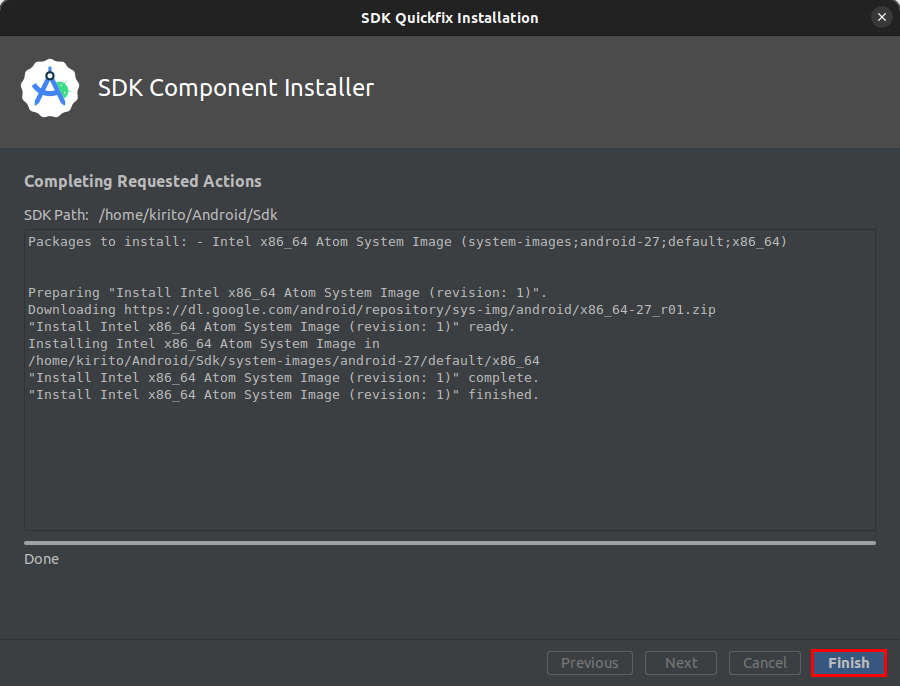 SDK Quickfix Installation
SDK Component Installer
Completing Requested Actions
SDK Path: /home/kirito/Android/Sdk
Packages to install: - Intel x86_64 Atom System Image (system-images;android-27;default;x86_64)
Preparing "Install Intel x86_64 Atom System Image (revision: 1)".
Downloading https://dl.google.com/android/repository/sys-img/android/x86_64-27_r01.zip
"Install Intel x86_64 Atom System Image (revision: 1)" ready.
Installing Intel x86_64 Atom System Image in
/home/kirito/Android/Sdk/system-images/android-27/default/x86_64
"Install Intel x86_64 Atom System Image (revision: 1)" complete.
"Install Intel x86_64 Atom System Image (revision: 1)" finished.
Done
Previous Next Cancel Finish